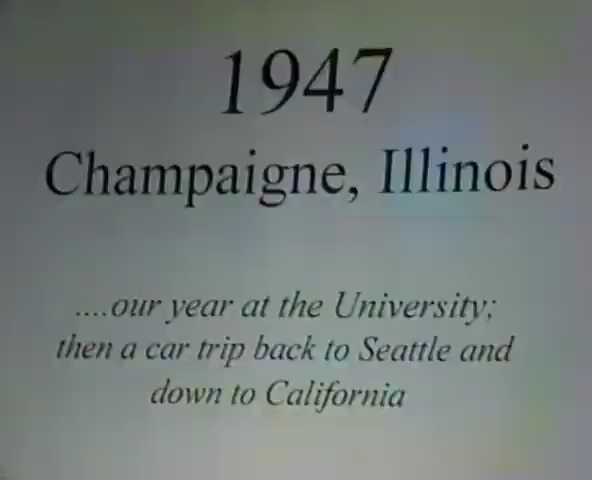 1947
Champaigne, Illinois
....our year at the University;
then a car trip back to Seattle and
down to California